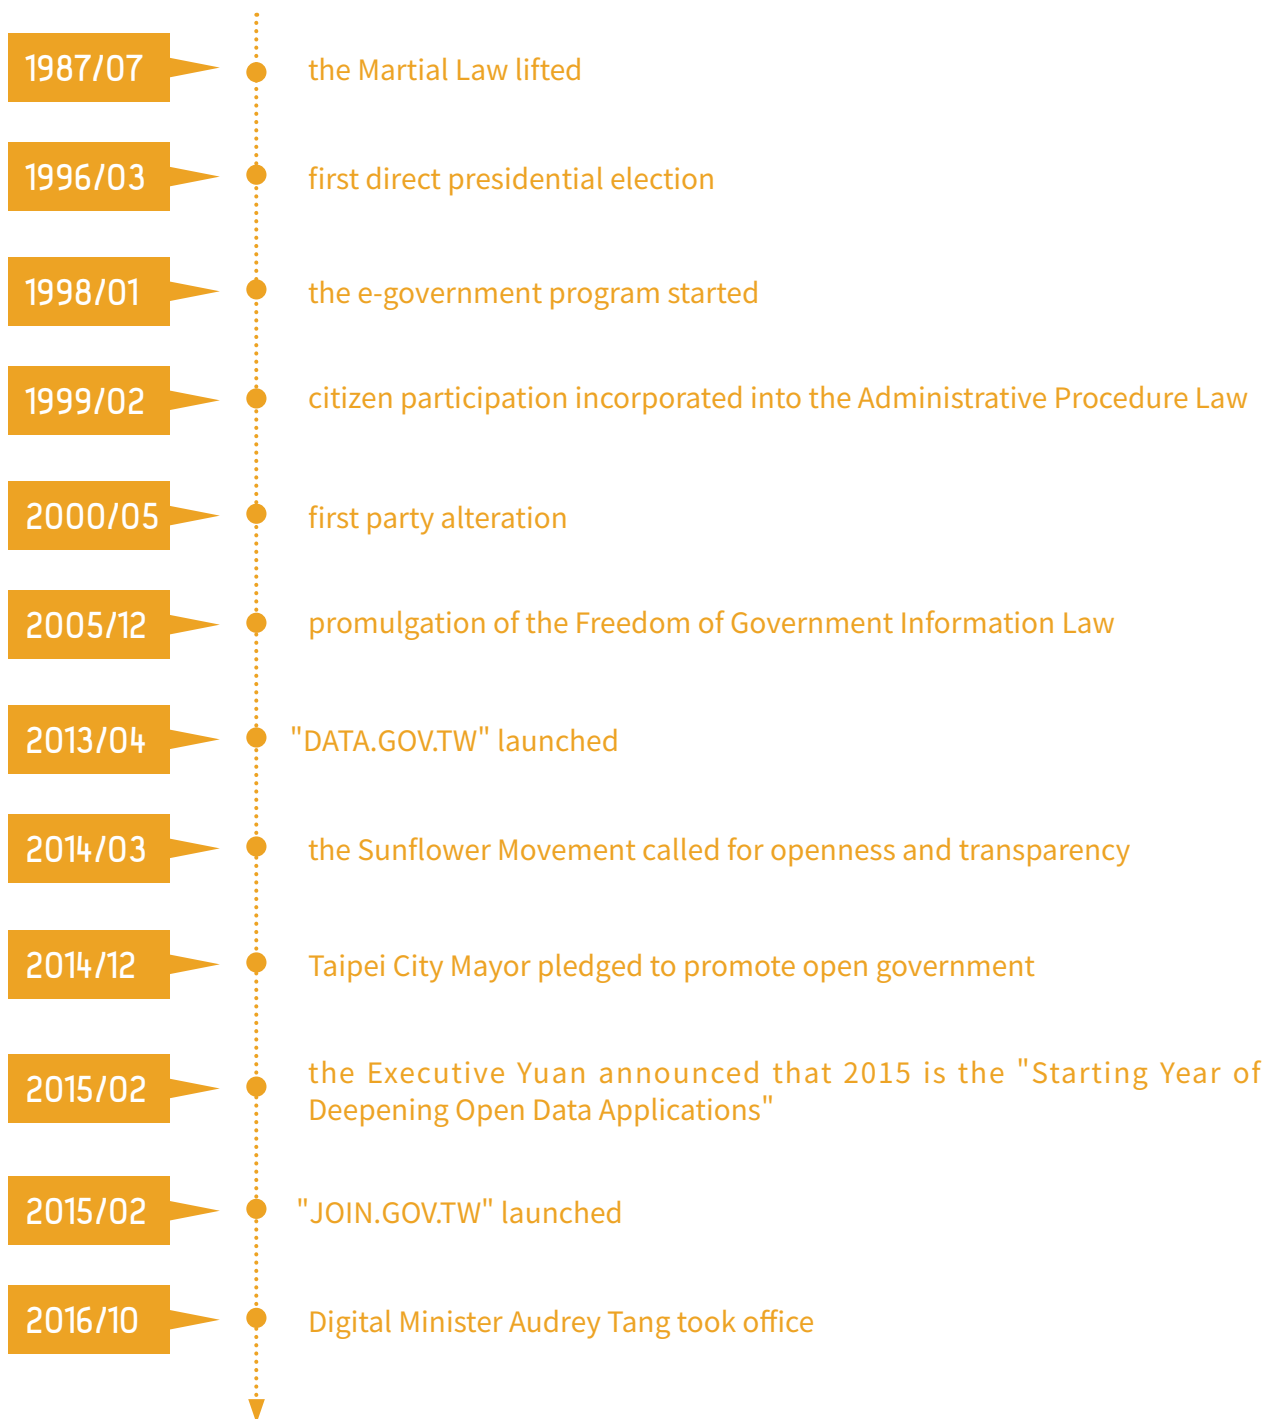 1987/07
the Martial Law lifted
1996/03
first direct presidential election
1998/01
the e-government program started
1999/02
citizen participation incorporated into the Administrative Procedure Law
2000/05
first party alteration
2005/12
promulgation of the Freedom of Government Information Law
2013/04
"DATA.GOV.TW" launched
2014/03
the Sunflower Movement called for openness and transparency
2014/12
Taipei City Mayor pledged to promote open government
2015/02
the Executive Yuan announced that 2015 is the "Starting Year of
Deepening Open Data Applications"
2015/02
"JOIN.GOV.TW" launched
2016/10
Digital Minister Audrey Tang took office